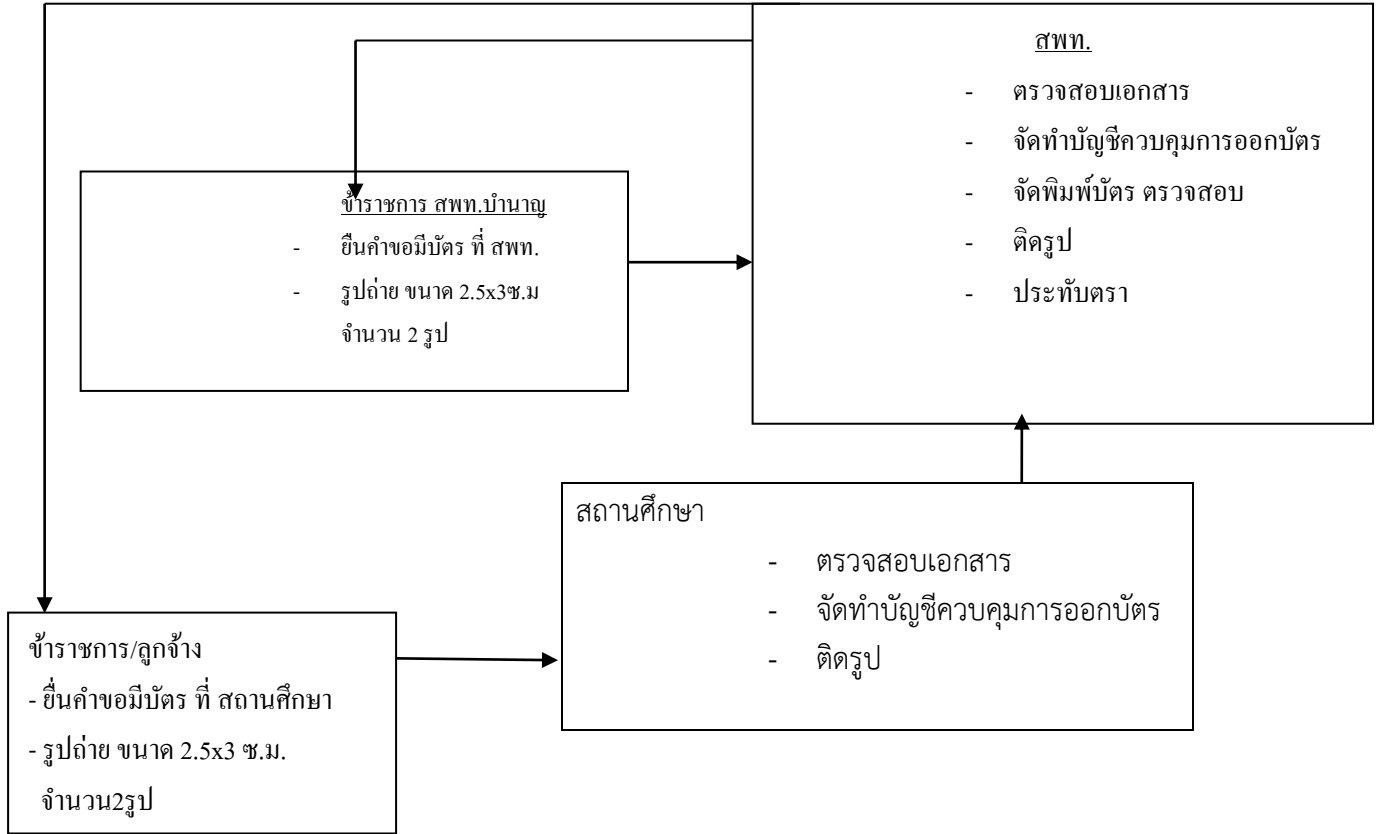 สพท.
- ตรวจสอบเอกสาร
- จัดทำบัญชีควบคุมการออกบัตร
- จัดพิมพ์บัตร ตรวจสอบ
- ติดรูป
- ประทับตรา
ข้าราชการ สพท.บำนาญ
- ยืนคำขอมีบัตร ที่ สพท.
- รูปถ่าย ขนาด 2.5x3ซ.ม
จำนวน 2 รูป
สถานศึกษา
- ตรวจสอบเอกสาร
- จัดทำบัญชีควบคุมการออกบัตร
- ติดรูป
ข้าราชการ/ลูกจ้าง
- ยื่นคำขอมีบัตร ที่ สถานศึกษา
- รูปถ่าย ขนาด 2.5x3 ซ.ม.
จำนวน2รูป